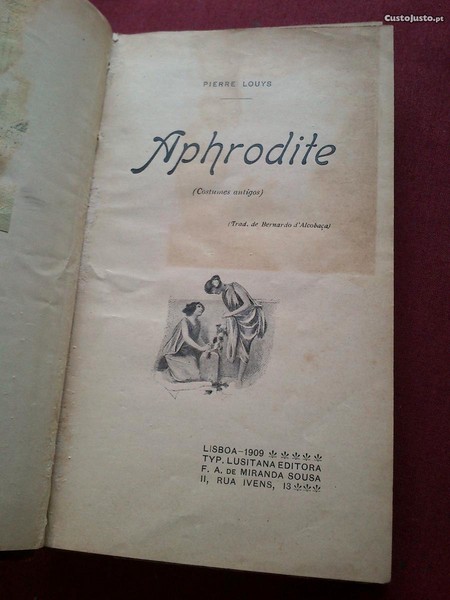 CustoJusto.pt
PIERRE LOUYS
Aphrodite
(Costumes antigos)
(Trad. de Bernardo d'Alcobaça)
LISBOA—1909
TYP. LUSITANA EDITORA
F. A. DE MIRANDA SOUSA
II, RUA IVENS, 13